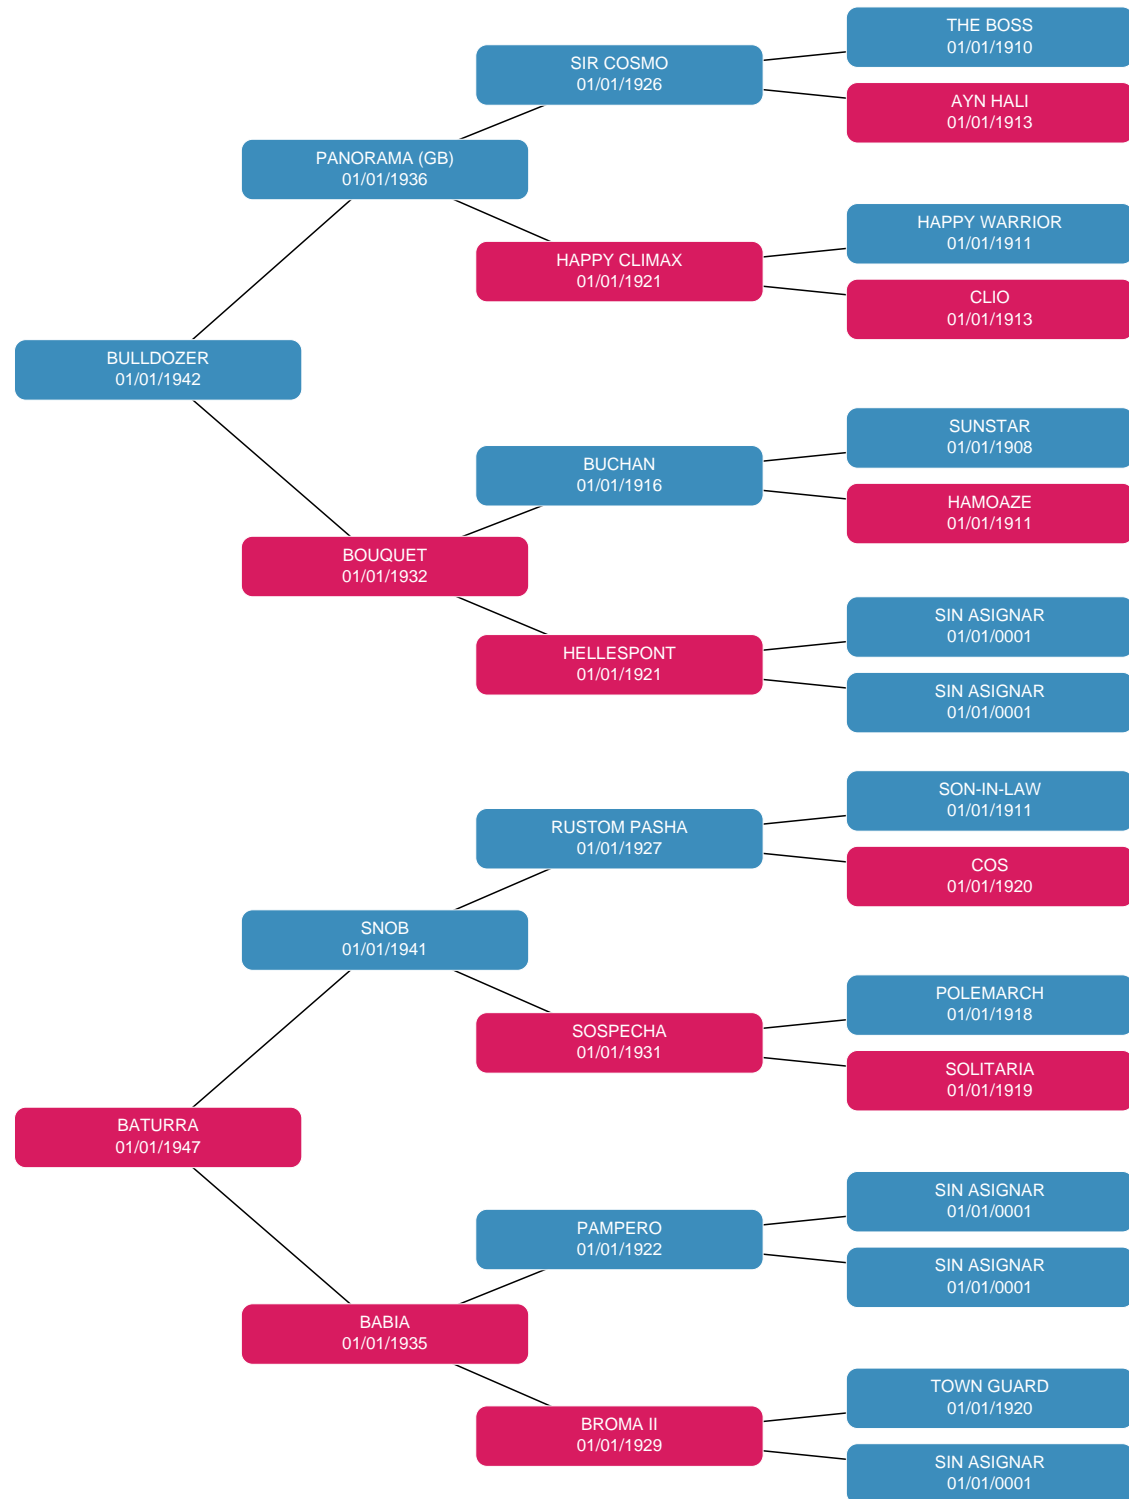 THE BOSS
01/01/1910
SIR COSMO
01/01/1926
AYN HALI
01/01/1913
PANORAMA (GB)
01/01/1936
HAPPY WARRIOR
01/01/1911
HAPPY CLIMAX
01/01/1921
CLIO
01/01/1913
BULLDOZER
01/01/1942
SUNSTAR
01/01/1908
BUCHAN
01/01/1916
HAMOAZE
01/01/1911
BOUQUET
01/01/1932
SIN ASIGNAR
01/01/0001
HELLESPONT
01/01/1921
SIN ASIGNAR
01/01/0001
SON-IN-LAW
01/01/1911
RUSTOM PASHA
01/01/1927
COS
01/01/1920
SNOB
01/01/1941
POLEMARCH
01/01/1918
SOSPECHA
01/01/1931
SOLITARIA
01/01/1919
BATURRA
01/01/1947
SIN ASIGNAR
01/01/0001
PAMPERO
01/01/1922
SIN ASIGNAR
01/01/0001
BABIA
01/01/1935
TOWN GUARD
01/01/1920
BROMA II
01/01/1929
SIN ASIGNAR
01/01/0001